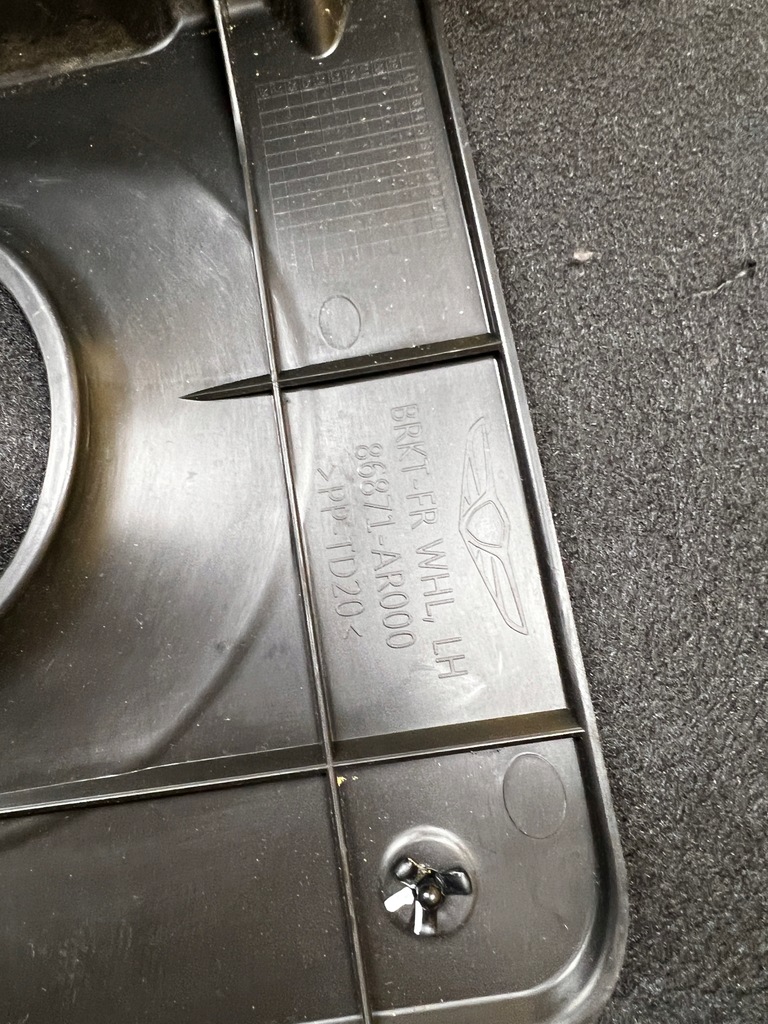 BRKT-FR WHL, LH
86871-AR000
>PP-TD20<